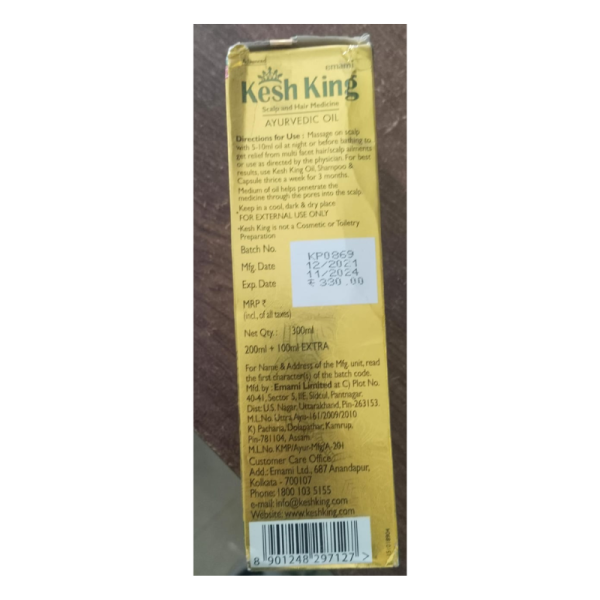 emami
Kesh King
Scalp and Hair Medicine
AYURVEDIC OIL
Directions for Use : Massage on scalp
with 5-10ml oil at night or before bathing to
get relief from multi facet hair/scalp ailments
or use as directed by the physician. For best
results, use Kesh King Oil, Shampoo &
Capsule thrice a week for 3 months.
Medium of oil helps penetrate the
medicine through the pores into the scalp.
Keep in a cool, dark & dry place
FOR EXTERNAL USE ONLY
Kesh King is not a Cosmetic or Toiletry
Preparation
Batch No. KP0869
Mfg. Date 12/2021
Exp. Date 11/2024
₹ 330.00
MRP ₹
(incl., of all taxes)
Net Qty.: 300ml
200ml + 100ml EXTRA
For Name & Address of the Mfg. unit, read
the first character(s) of the batch code.
Mfd. by : Emami Limited at C) Plot No.
40-41, Sector 5, IIE, Sidcul, Pantnagar,
Dist: U.S. Nagar, Uttarakhand, Pin-263153.
M.L.No. Uttra./Ayu-161/2009/2010
K) Pacharia, Dolapathar, Kamrup,
Pin-781104, Assam.
M.L.No. KMP/Ayur-Mfg/A-301
Customer Care Office:
Add.: Emami Ltd., 687 Anandapur,
Kolkata - 700107
Phone: 1800 103 5155
e-mail: info@keshking.com
Website: www.keshking.com
8 901248 297127 >